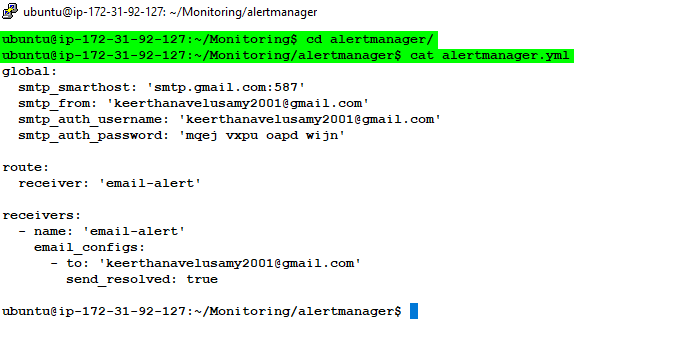 ubuntu@ip-172-31-92-127: ~/Monitoring/alertmanager
ubuntu@ip-172-31-92-127:~/Monitoring$ cd alertmanager/
ubuntu@ip-172-31-92-127:~/Monitoring/alertmanager$ cat alertmanager.yml
global:
  smtp_smarthost: 'smtp.gmail.com:587'
  smtp_from: 'keerthanavelusamy2001@gmail.com'
  smtp_auth_username: 'keerthanavelusamy2001@gmail.com'
  smtp_auth_password: 'mqej vxpu oapd wijn'

route:
  receiver: 'email-alert'

receivers:
  - name: 'email-alert'
    email_configs:
      - to: 'keerthanavelusamy2001@gmail.com'
        send_resolved: true

ubuntu@ip-172-31-92-127:~/Monitoring/alertmanager$